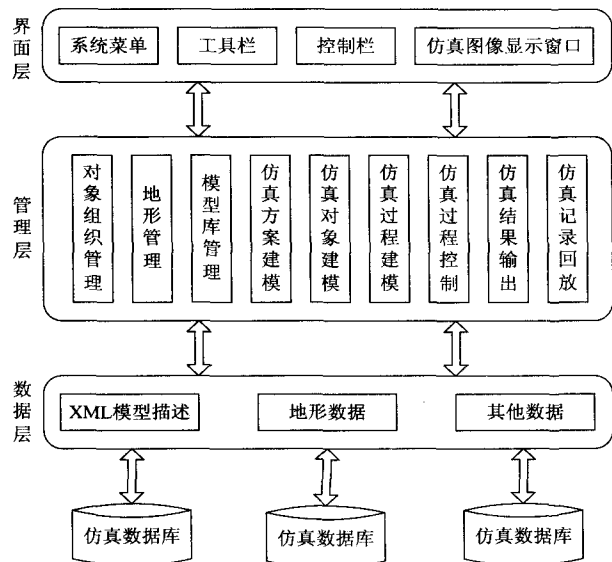 界面层
系统菜单
工具栏
控制栏
仿真图像显示窗口
管理层
对象组织管理
地形管理
模型库管理
仿真方案建模
仿真对象建模
仿真过程建模
仿真过程控制
仿真结果输出
仿真记录回放
数据层
XML模型描述
地形数据
其他数据
仿真数据库
仿真数据库
仿真数据库